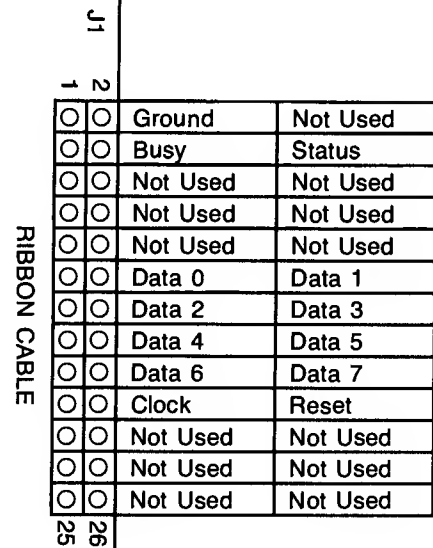 J1
1 2
Ground Not Used
Busy Status
Not Used Not Used
Not Used Not Used
Not Used Not Used
Data 0 Data 1
Data 2 Data 3
Data 4 Data 5
Data 6 Data 7
Clock Reset
Not Used Not Used
Not Used Not Used
Not Used Not Used
25 26
RIBBON CABLE